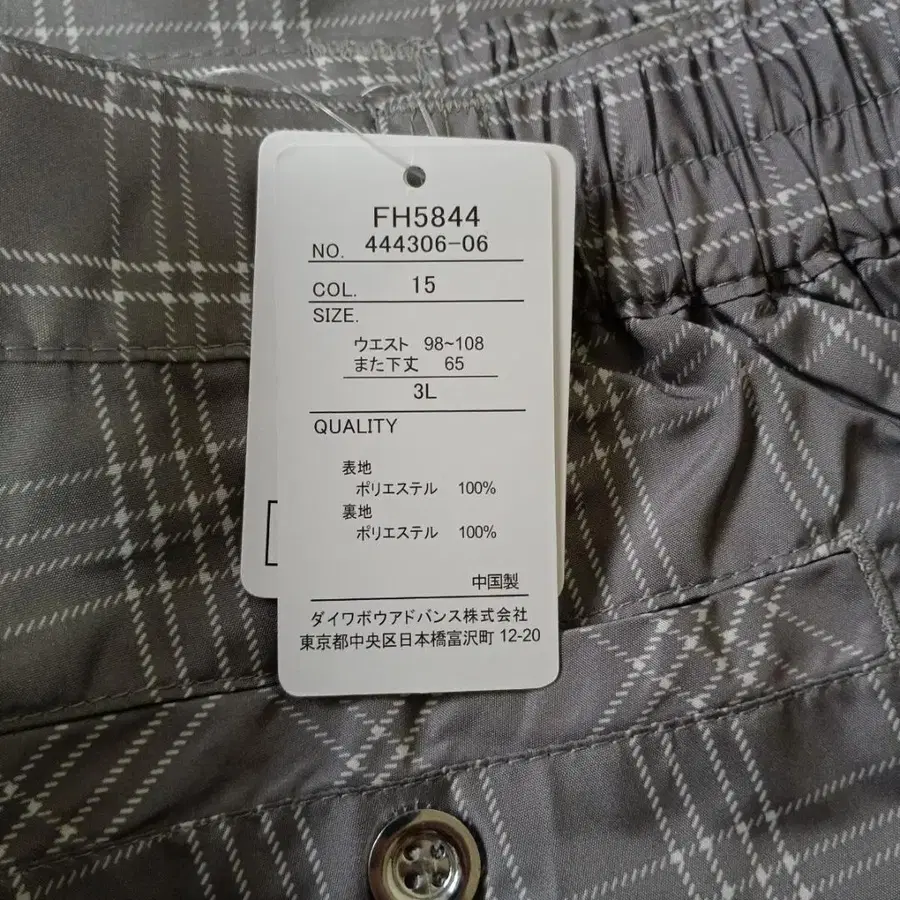 FH5844
NO. 444306-06
COL. 15
SIZE.
ウエスト 98~108
また下丈 65
3L
QUALITY
表地
ポリエステル 100%
裏地
ポリエステル 100%
中国製
ダイワボウアドバンス株式会社
東京都中央区日本橋富沢町 12-20